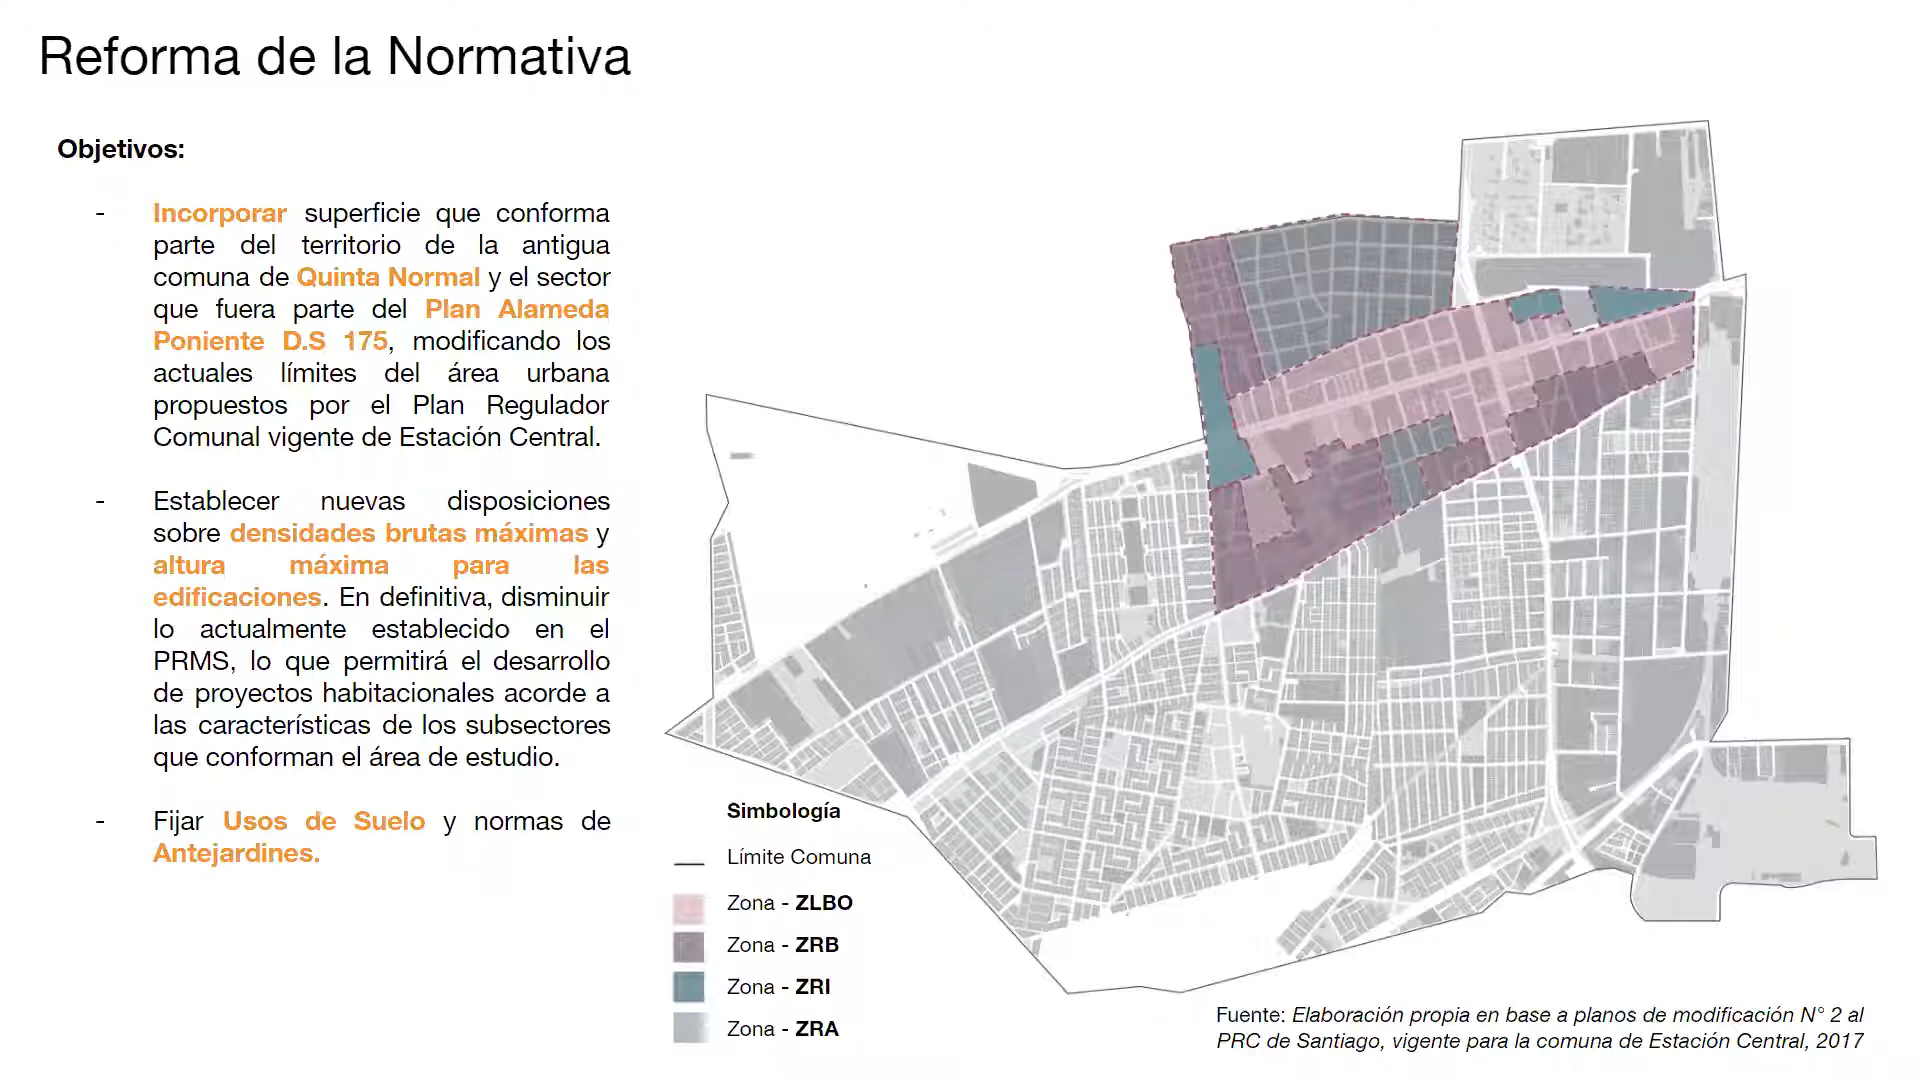 Reforma de la Normativa
Objetivos:
- Incorporar superficie que conforma
parte del territorio de la antigua
comuna de Quinta Normal y el sector
que fuera parte del Plan Alameda
Poniente D.S 175, modificando los
actuales límites del área urbana
propuestos por el Plan Regulador
Comunal vigente de Estación Central.
- Establecer nuevas disposiciones
sobre densidades brutas máximas y
altura máxima para las
edificaciones. En definitiva, disminuir
lo actualmente establecido en el
PRMS, lo que permitirá el desarrollo
de proyectos habitacionales acorde a
las características de los subsectores
que conforman el área de estudio.
- Fijar Usos de Suelo y normas de
Antejardines.
Simbología
Límite Comuna
Zona - ZLBO
Zona - ZRB
Zona - ZRI
Zona - ZRA
Fuente: Elaboración propia en base a planos de modificación N° 2 al
PRC de Santiago, vigente para la comuna de Estación Central, 2017